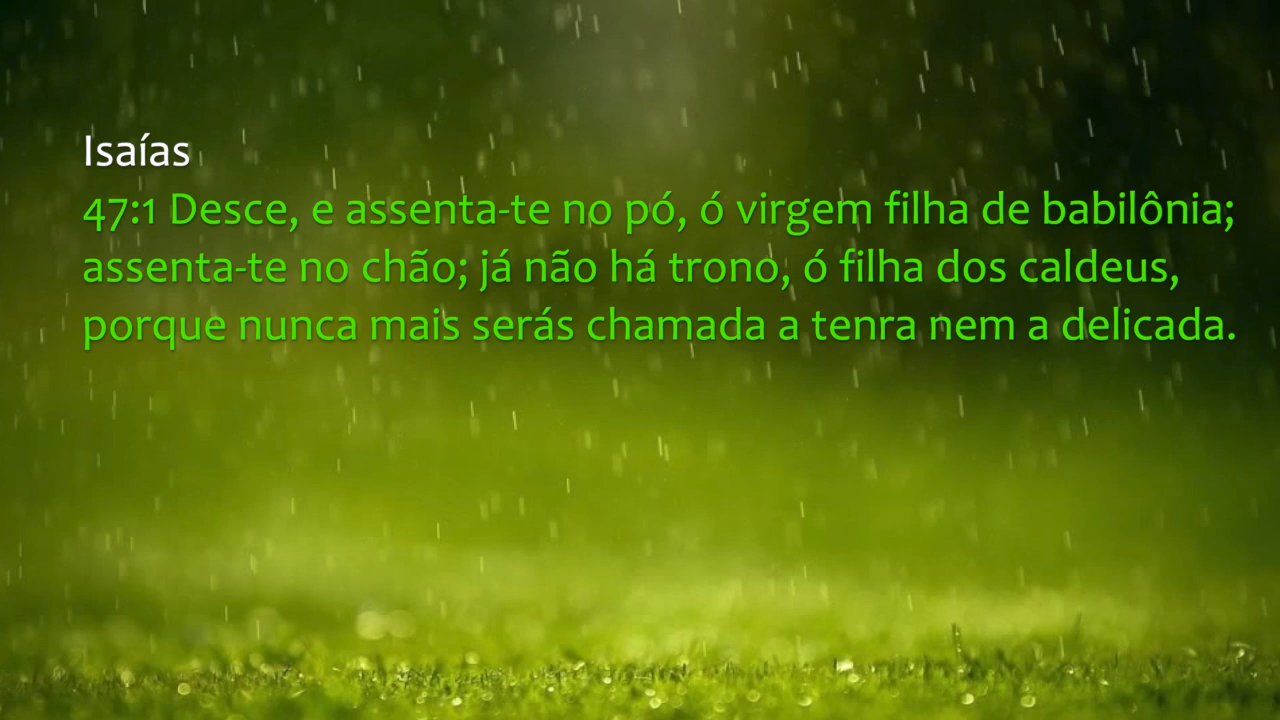 Isaías
47:1 Desce, e assenta-te no pó, ó virgem filha de babilônia;
assenta-te no chão; já não há trono, ó filha dos caldeus,
porque nunca mais serás chamada a tenra nem a delicada.